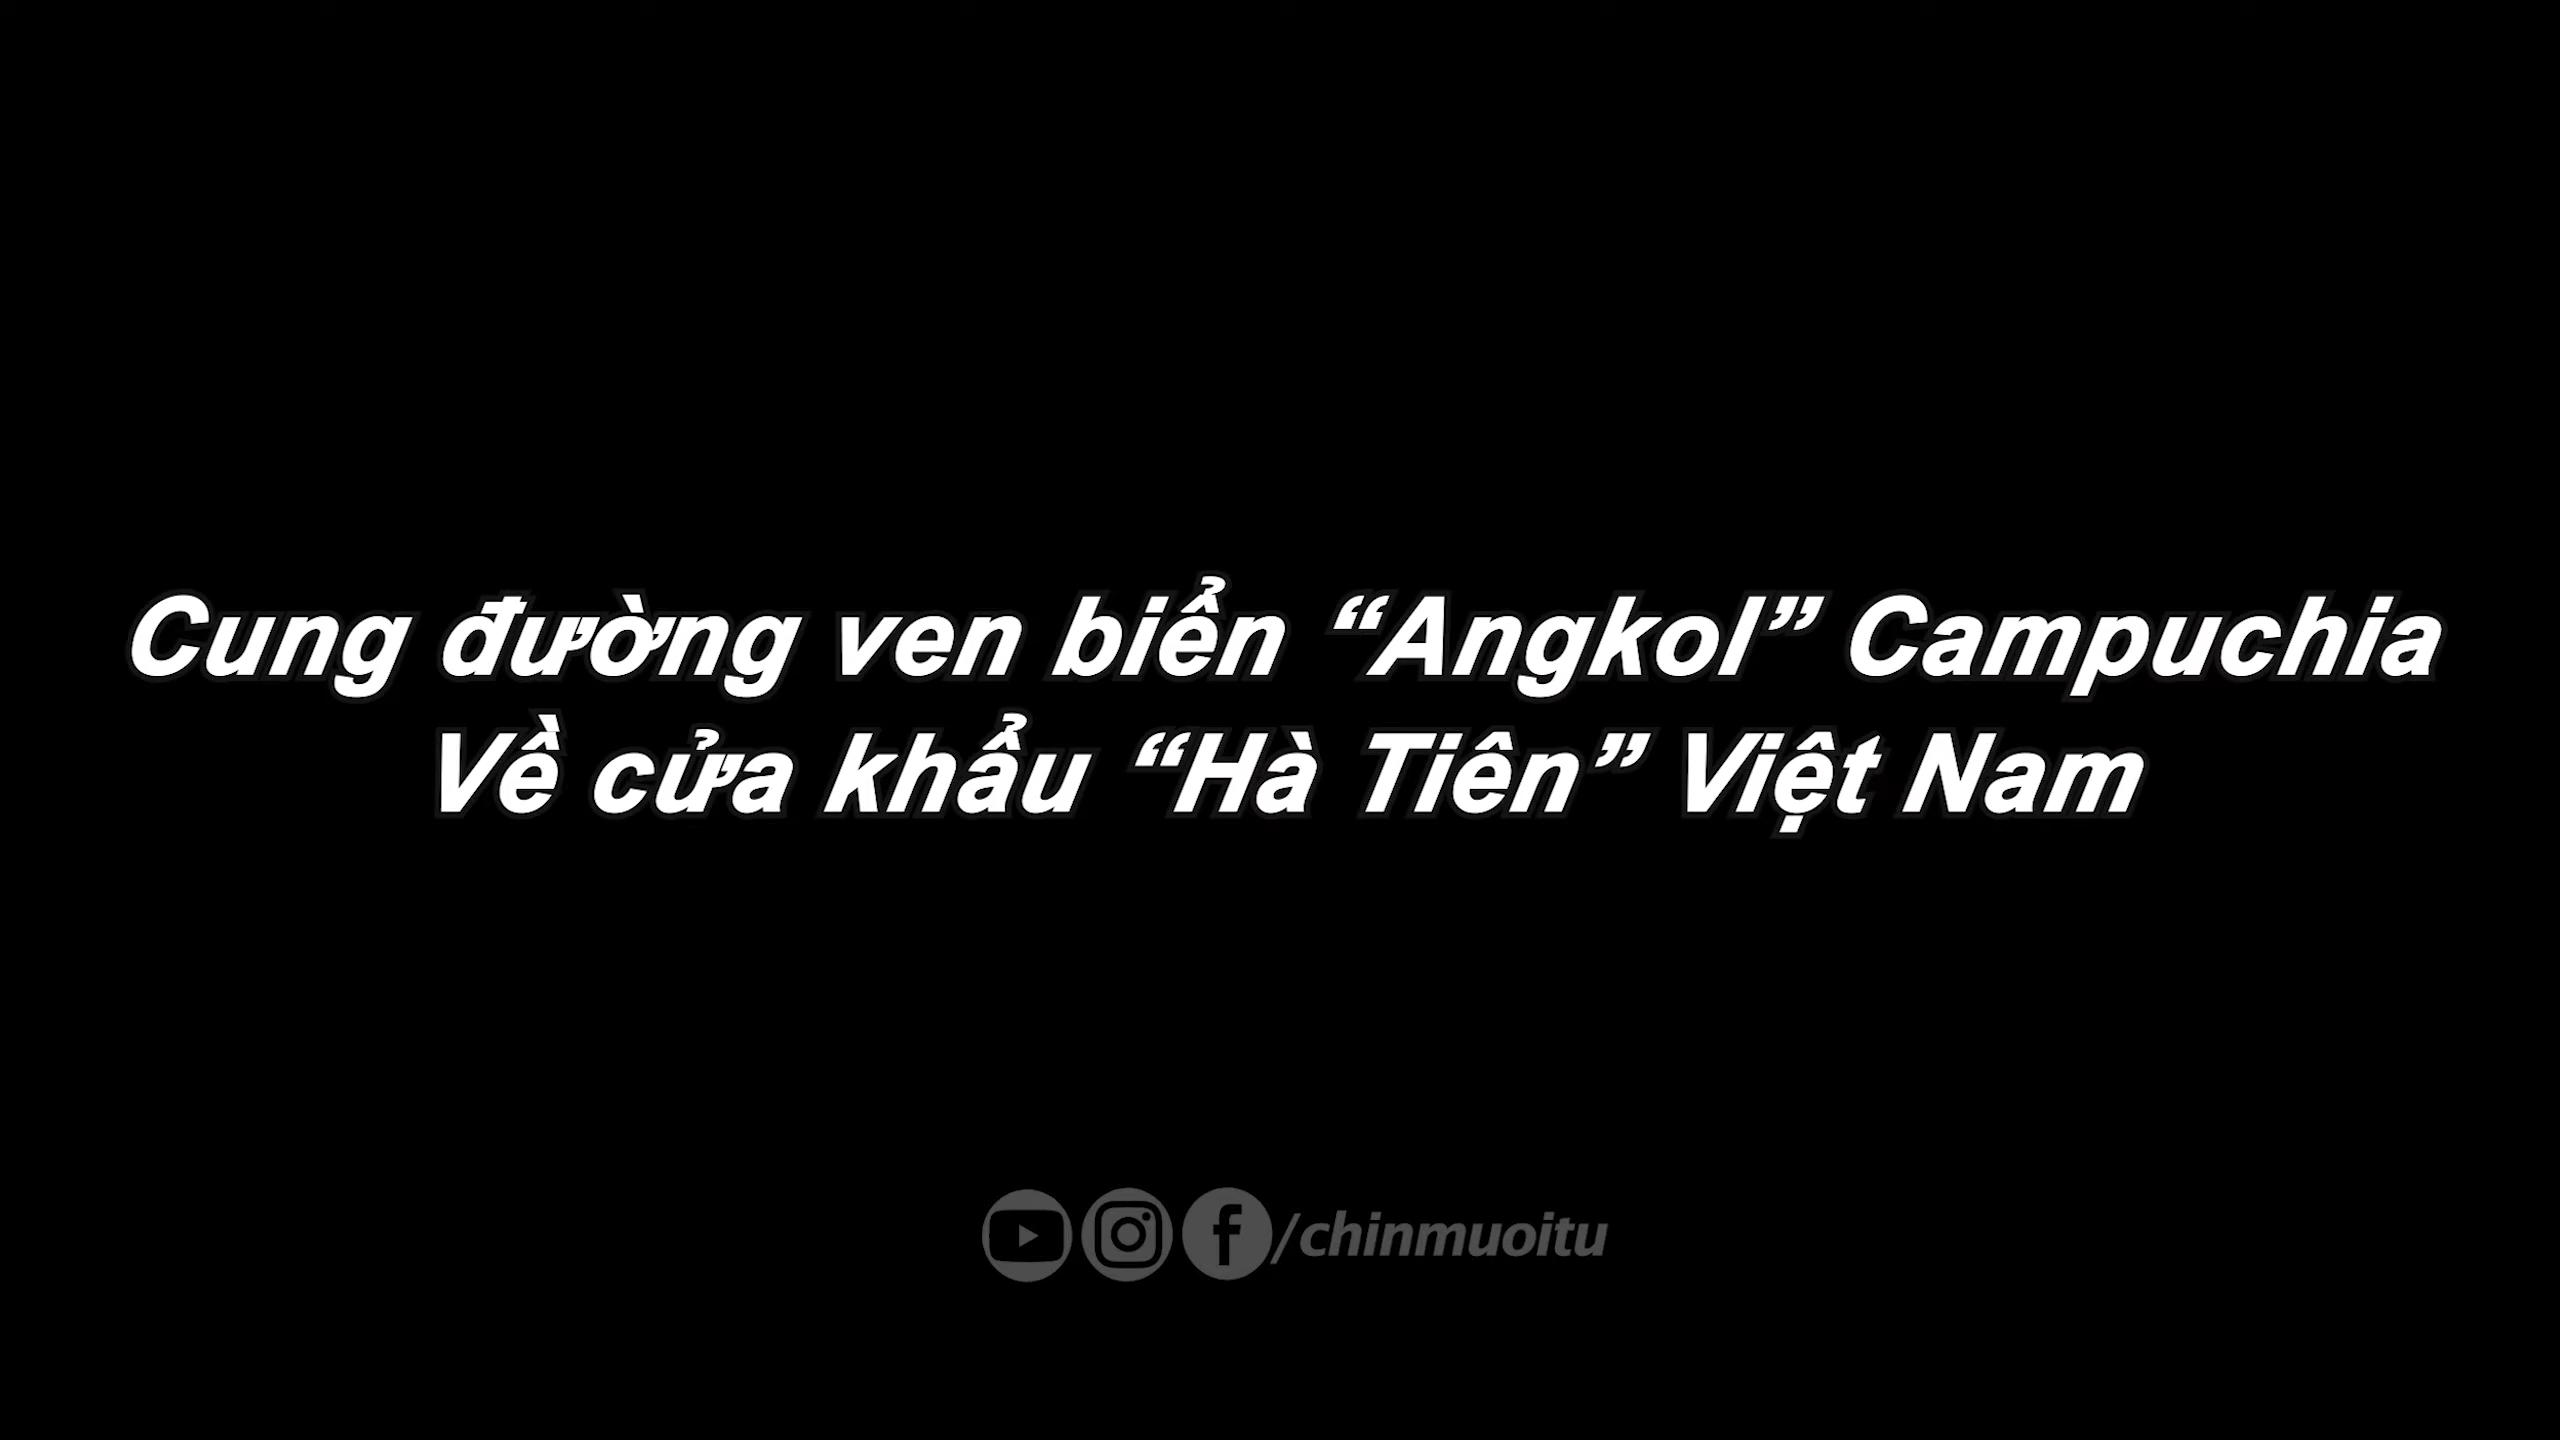 Cung đường ven biển “Angkol” Campuchia
Về cửa khẩu “Hà Tiên” Việt Nam
/chinmuoitu